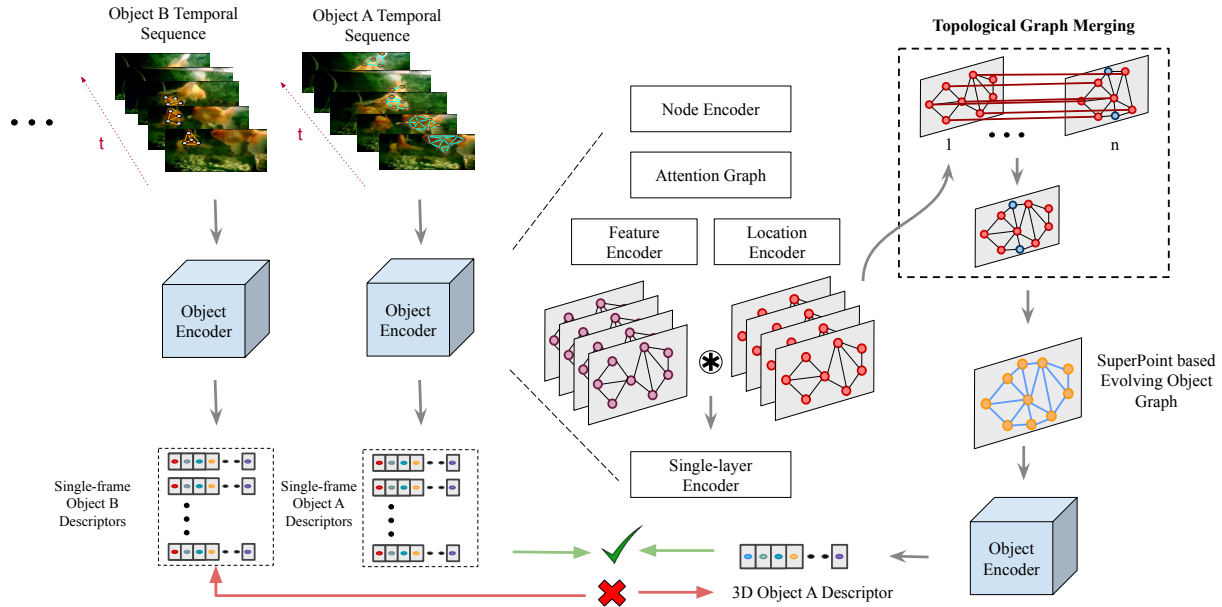 Object B Temporal
Sequence
Object A Temporal
Sequence
Topological Graph Merging
t
t
Node Encoder
Attention Graph
Feature
Encoder
Location
Encoder
1
n
Object
Encoder
Object
Encoder
SuperPoint based
Evolving Object
Graph
Single-layer
Encoder
Single-frame
Object B
Descriptors
Single-frame
Object A
Descriptors
Object
Encoder
3D Object A Descriptor